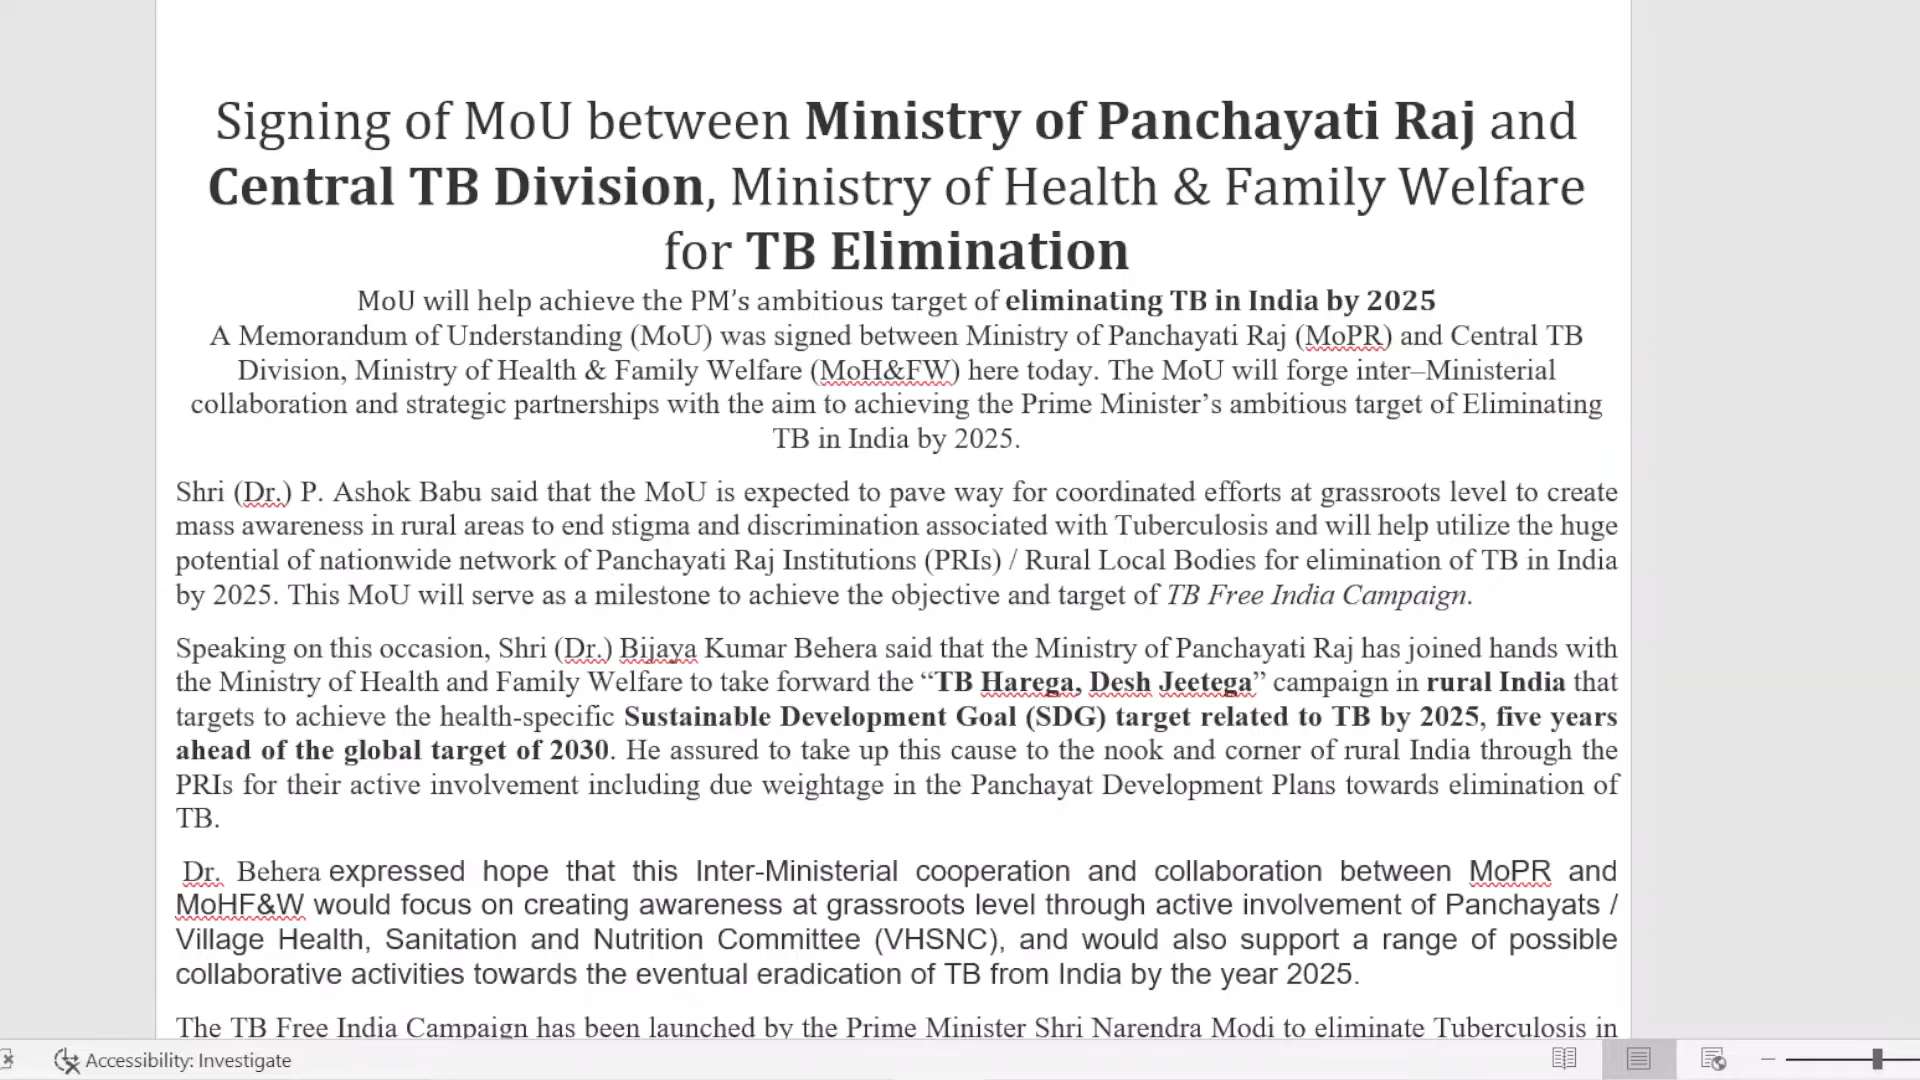 Signing of MoU between Ministry of Panchayati Raj and
Central TB Division, Ministry of Health & Family Welfare
for TB Elimination
MoU will help achieve the PM’s ambitious target of eliminating TB in India by 2025
A Memorandum of Understanding (MoU) was signed between Ministry of Panchayati Raj (MoPR) and Central TB
Division, Ministry of Health & Family Welfare (MoH&FW) here today. The MoU will forge inter–Ministerial
collaboration and strategic partnerships with the aim to achieving the Prime Minister’s ambitious target of Eliminating
TB in India by 2025.
Shri (Dr.) P. Ashok Babu said that the MoU is expected to pave way for coordinated efforts at grassroots level to create
mass awareness in rural areas to end stigma and discrimination associated with Tuberculosis and will help utilize the huge
potential of nationwide network of Panchayati Raj Institutions (PRIs) / Rural Local Bodies for elimination of TB in India
by 2025. This MoU will serve as a milestone to achieve the objective and target of TB Free India Campaign.
Speaking on this occasion, Shri (Dr.) Bijaya Kumar Behera said that the Ministry of Panchayati Raj has joined hands with
the Ministry of Health and Family Welfare to take forward the “TB Harega, Desh Jeetega” campaign in rural India that
targets to achieve the health-specific Sustainable Development Goal (SDG) target related to TB by 2025, five years
ahead of the global target of 2030. He assured to take up this cause to the nook and corner of rural India through the
PRIs for their active involvement including due weightage in the Panchayat Development Plans towards elimination of
TB.
Dr. Behera expressed hope that this Inter-Ministerial cooperation and collaboration between MoPR and
MoHF&W would focus on creating awareness at grassroots level through active involvement of Panchayats /
Village Health, Sanitation and Nutrition Committee (VHSNC), and would also support a range of possible
collaborative activities towards the eventual eradication of TB from India by the year 2025.
The TB Free India Campaign has been launched by the Prime Minister Shri Narendra Modi to eliminate Tuberculosis in
Accessibility: Investigate